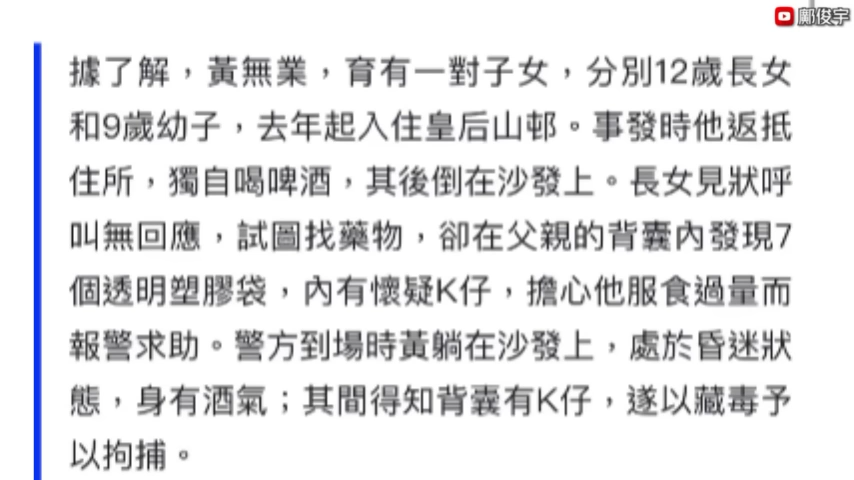 鄺俊宇
據了解，黃無業，育有一對子女，分別12歲長女
和9歲幼子，去年起入住皇后山邨。事發時他返抵
住所，獨自喝啤酒，其後倒在沙發上。長女見狀呼
叫無回應，試圖找藥物，卻在父親的背囊內發現7
個透明塑膠袋，內有懷疑K仔，擔心他服食過量而
報警求助。警方到場時黃躺在沙發上，處於昏迷狀
態，身有酒氣；其間得知背囊有K仔，遂以藏毒予
以拘捕。